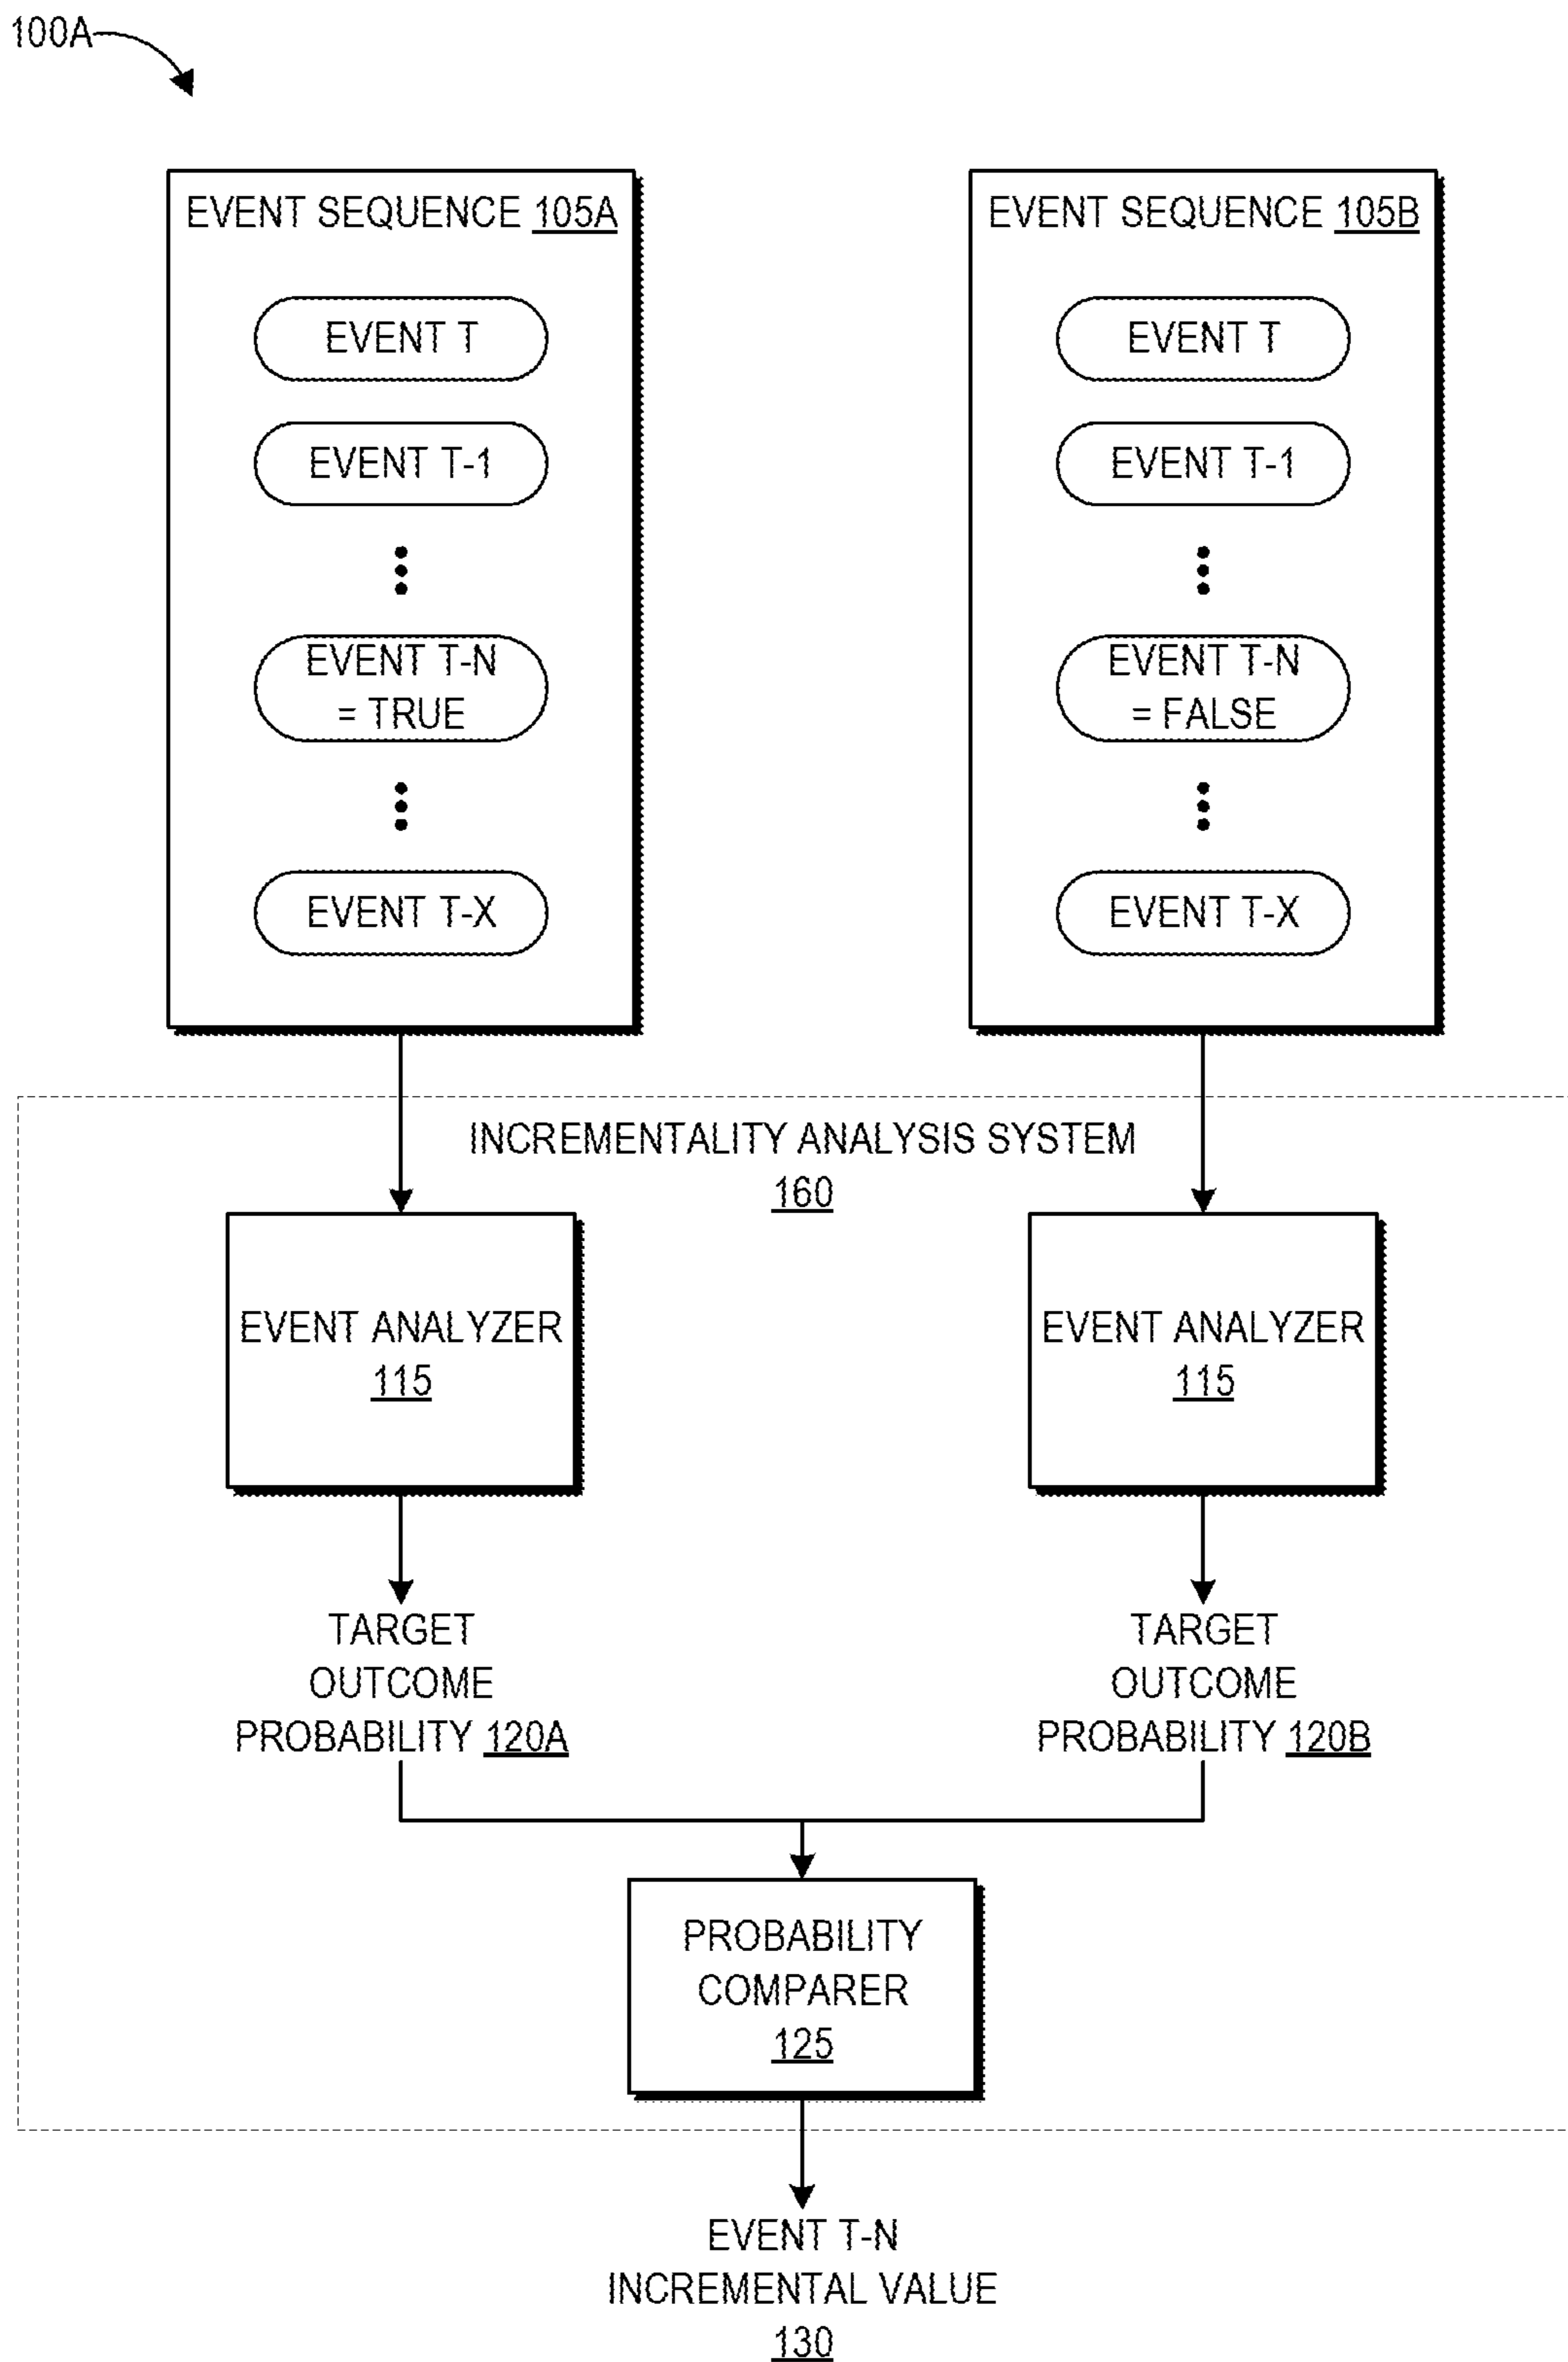 100A
EVENT SEQUENCE 105A
EVENT T
EVENT T-1
EVENT T-N
= TRUE
EVENT T-X
EVENT SEQUENCE 105B
EVENT T
EVENT T-1
EVENT T-N
= FALSE
EVENT T-X
INCREMENTALITY ANALYSIS SYSTEM
160
EVENT ANALYZER
115
EVENT ANALYZER
115
TARGET
OUTCOME
PROBABILITY 120A
TARGET
OUTCOME
PROBABILITY 120B
PROBABILITY
COMPARER
125
EVENT T-N
INCREMENTAL VALUE
130